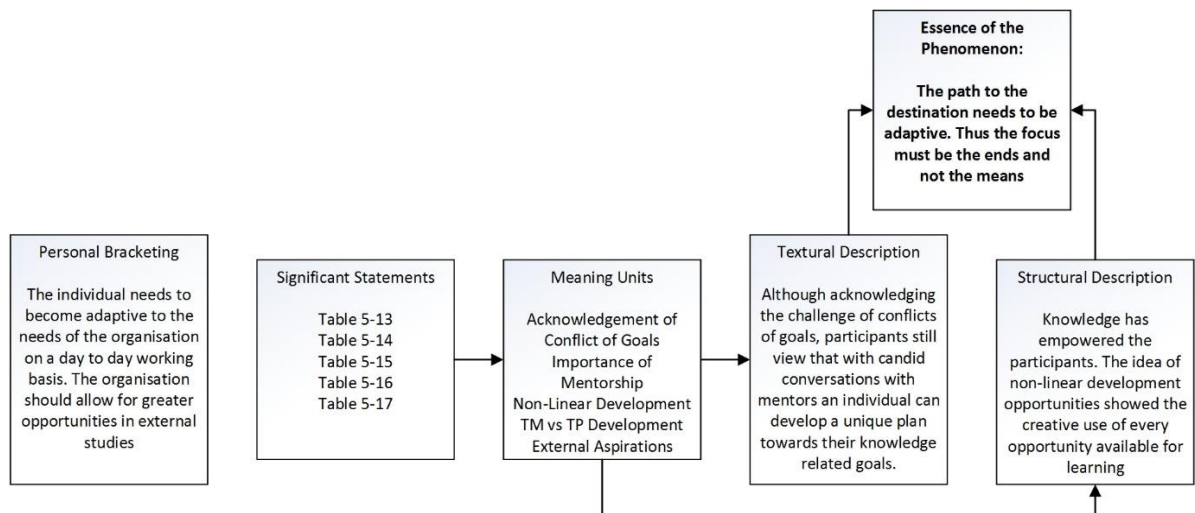 Essence of the
Phenomenon:
The path to the
destination needs to be
adaptive. Thus the focus
must be the ends and
not the means
Personal Bracketing
The individual needs to
become adaptive to the
needs of the organisation
on a day to day working
basis. The organisation
should allow for greater
opportunities in external
studies
Significant Statements
Table 5-13
Table 5-14
Table 5-15
Table 5-16
Table 5-17
Meaning Units
Acknowledgement of
Conflict of Goals
Importance of
Mentorship
Non-Linear Development
TM vs TP Development
External Aspirations
Textural Description
Although acknowledging
the challenge of conflicts
of goals, participants still
view that with candid
conversations with
mentors an individual can
develop a unique plan
towards their knowledge
related goals.
Structural Description
Knowledge has
empowered the
participants. The idea of
non-linear development
opportunities showed the
creative use of every
opportunity available for
learning